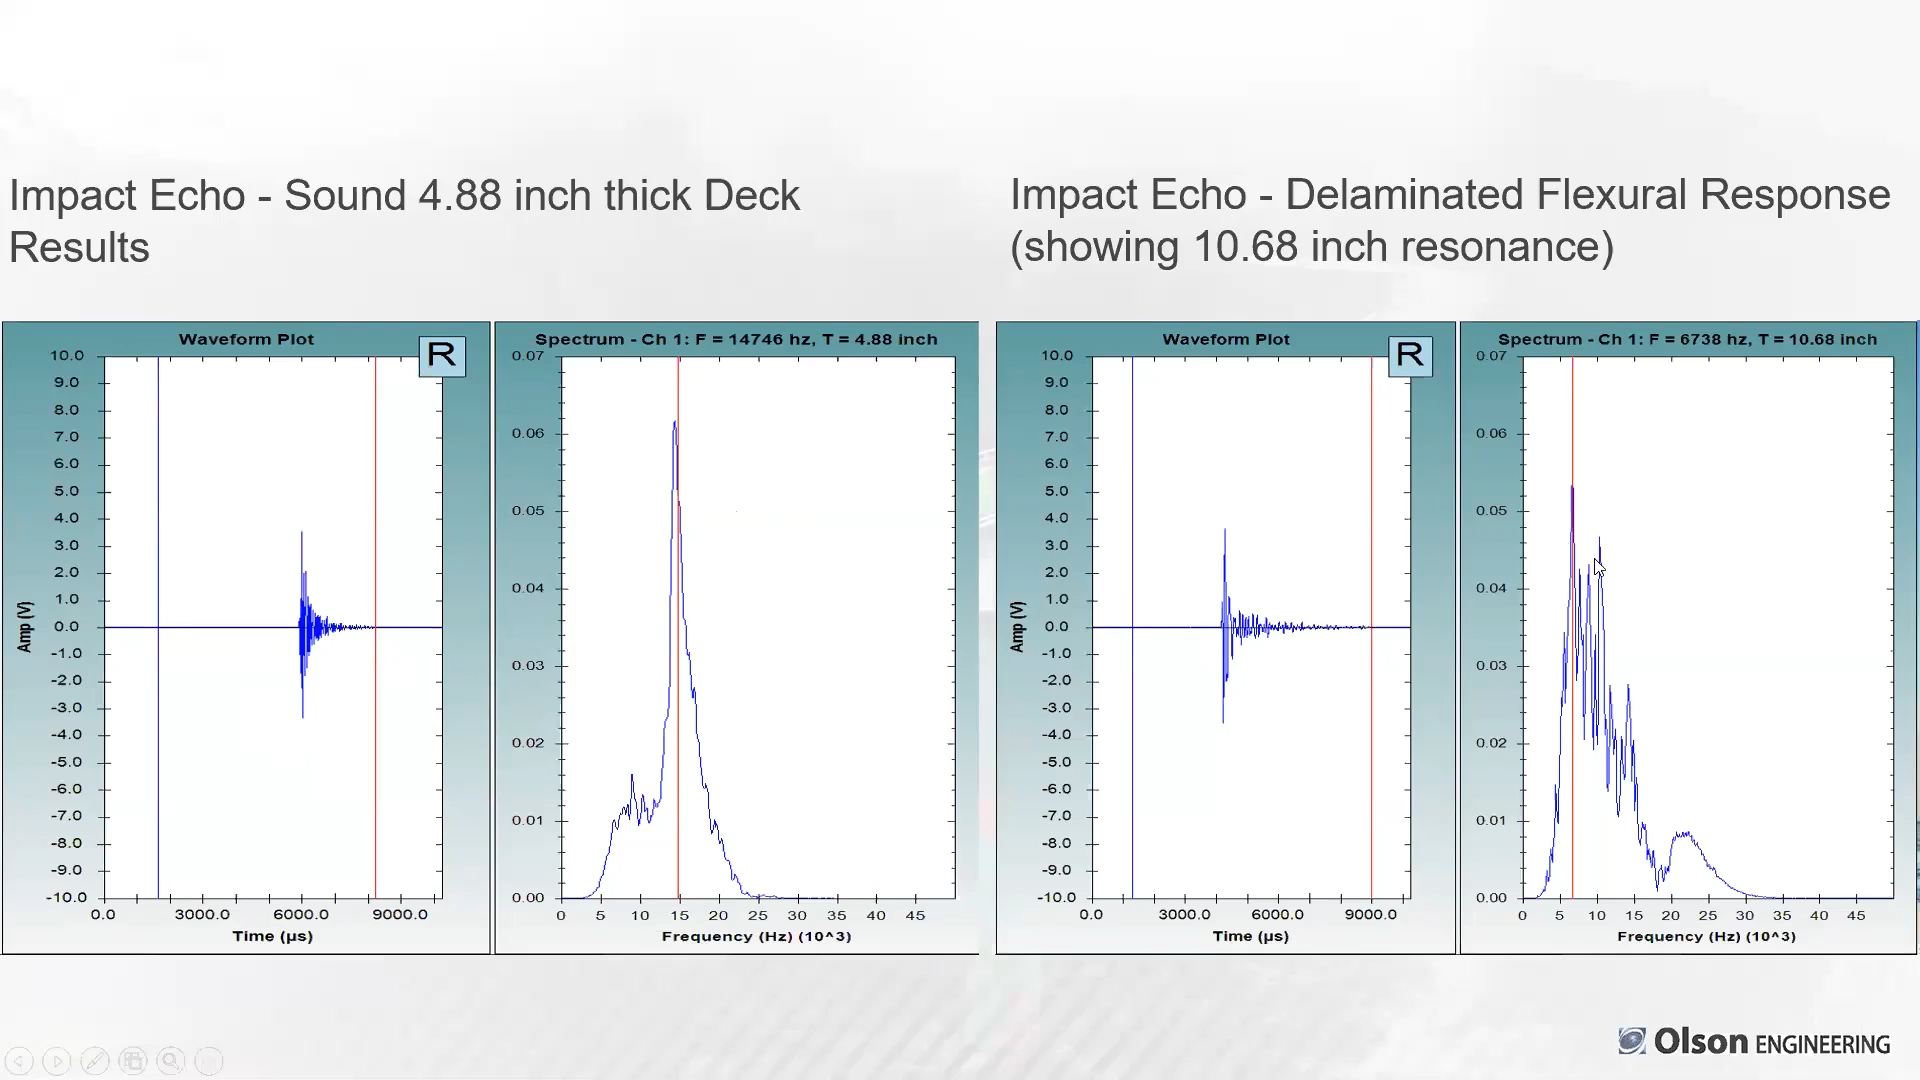 Impact Echo - Sound 4.88 inch thick Deck
Results
Impact Echo - Delaminated Flexural Response
(showing 10.68 inch resonance)
Waveform Plot
R
10.0
9.0
8.0
7.0
6.0
5.0
4.0
3.0
2.0
1.0
0.0
-1.0
-2.0
-3.0
-4.0
-5.0
-6.0
-7.0
-8.0
-9.0
-10.0
Amp (V)
0.0 3000.0 6000.0 9000.0
Time (µs)
Spectrum - Ch 1: F = 14746 hz, T = 4.88 inch
0.07
0.06
0.05
0.04
0.03
0.02
0.01
0.00
0 5 10 15 20 25 30 35 40 45
Frequency (Hz) (10^3)
Waveform Plot
R
10.0
9.0
8.0
7.0
6.0
5.0
4.0
3.0
2.0
1.0
0.0
-1.0
-2.0
-3.0
-4.0
-5.0
-6.0
-7.0
-8.0
-9.0
-10.0
Amp (V)
0.0 3000.0 6000.0 9000.0
Time (µs)
Spectrum - Ch 1: F = 6738 hz, T = 10.68 inch
0.07
0.06
0.05
0.04
0.03
0.02
0.01
0.00
0 5 10 15 20 25 30 35 40 45
Frequency (Hz) (10^3)
Olson ENGINEERING